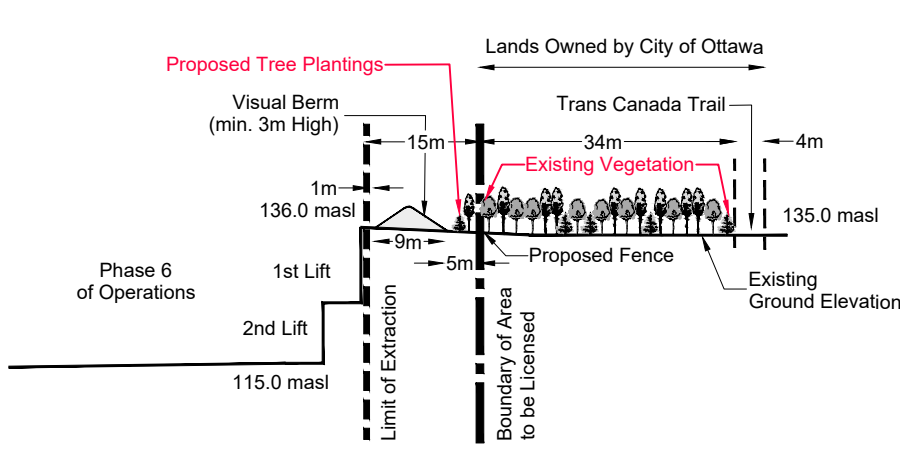 Lands Owned by City of Ottawa
Proposed Tree Plantings
Visual Berm
(min. 3m High)
Trans Canada Trail
15m
34m
4m
Existing Vegetation
1m
136.0 masl
135.0 masl
9m
Proposed Fence
5m
Phase 6
of Operations
1st Lift
Existing
Ground Elevation
2nd Lift
115.0 masl
Limit of Extraction
Boundary of Area
to be Licensed